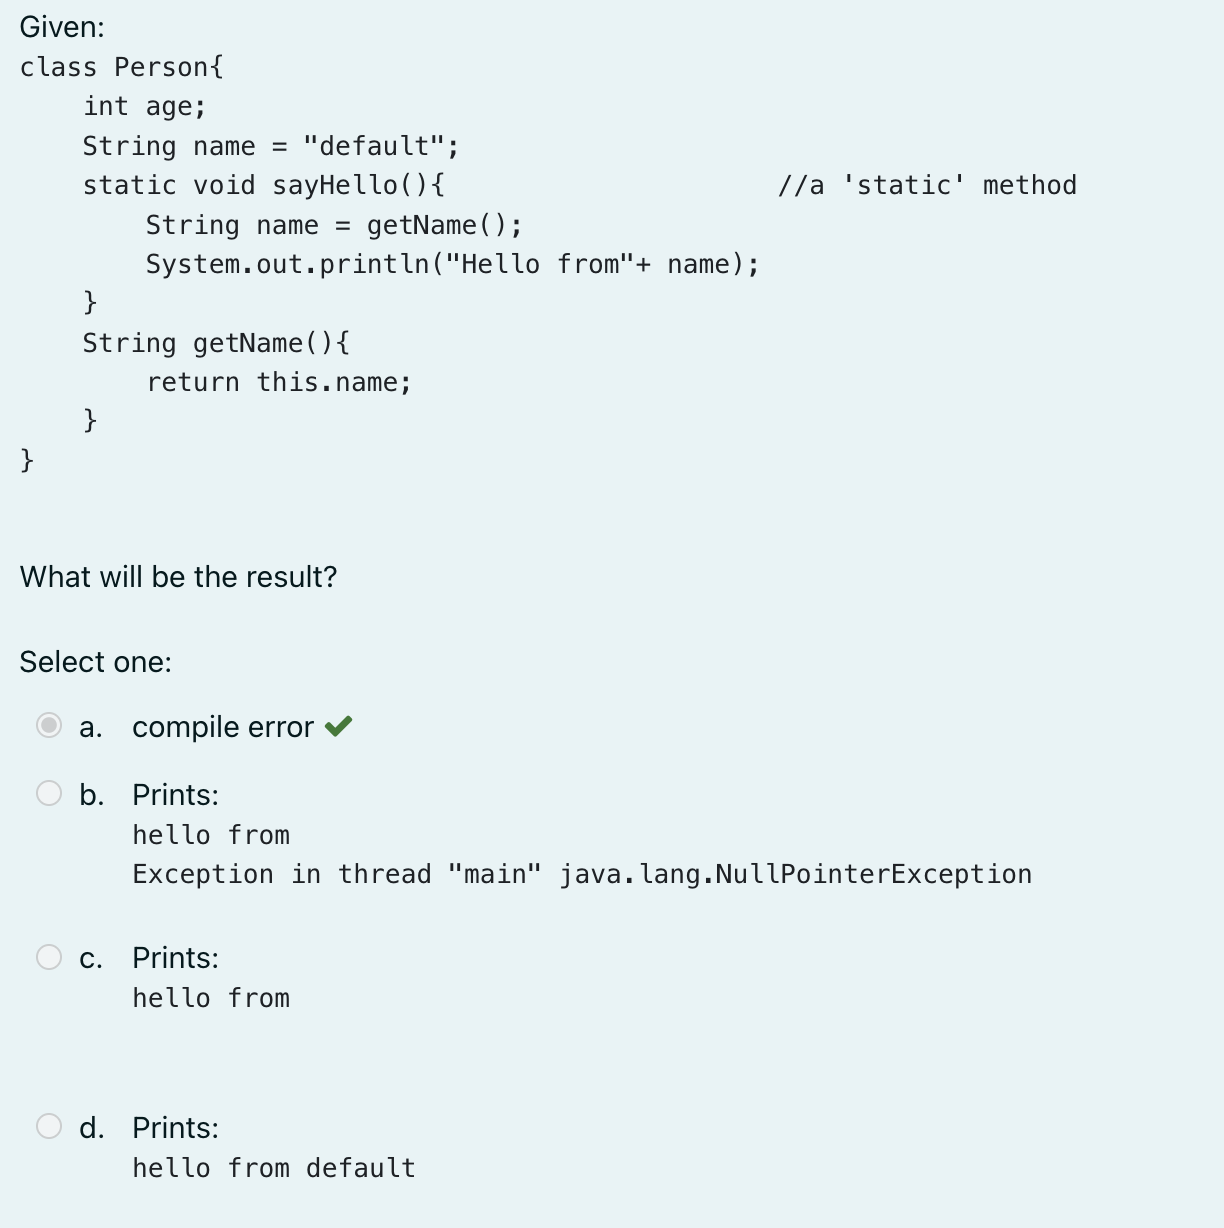 Given:
class Person{
    int age;
    String name = "default";
    static void sayHello(){                     //a 'static' method
        String name = getName();
        System.out.println("Hello from"+ name);
    }
    String getName(){
        return this.name;
    }
}
What will be the result?
Select one:
a. compile error ✔
b. Prints:
hello from
Exception in thread "main" java.lang.NullPointerException
c. Prints:
hello from
d. Prints:
hello from default